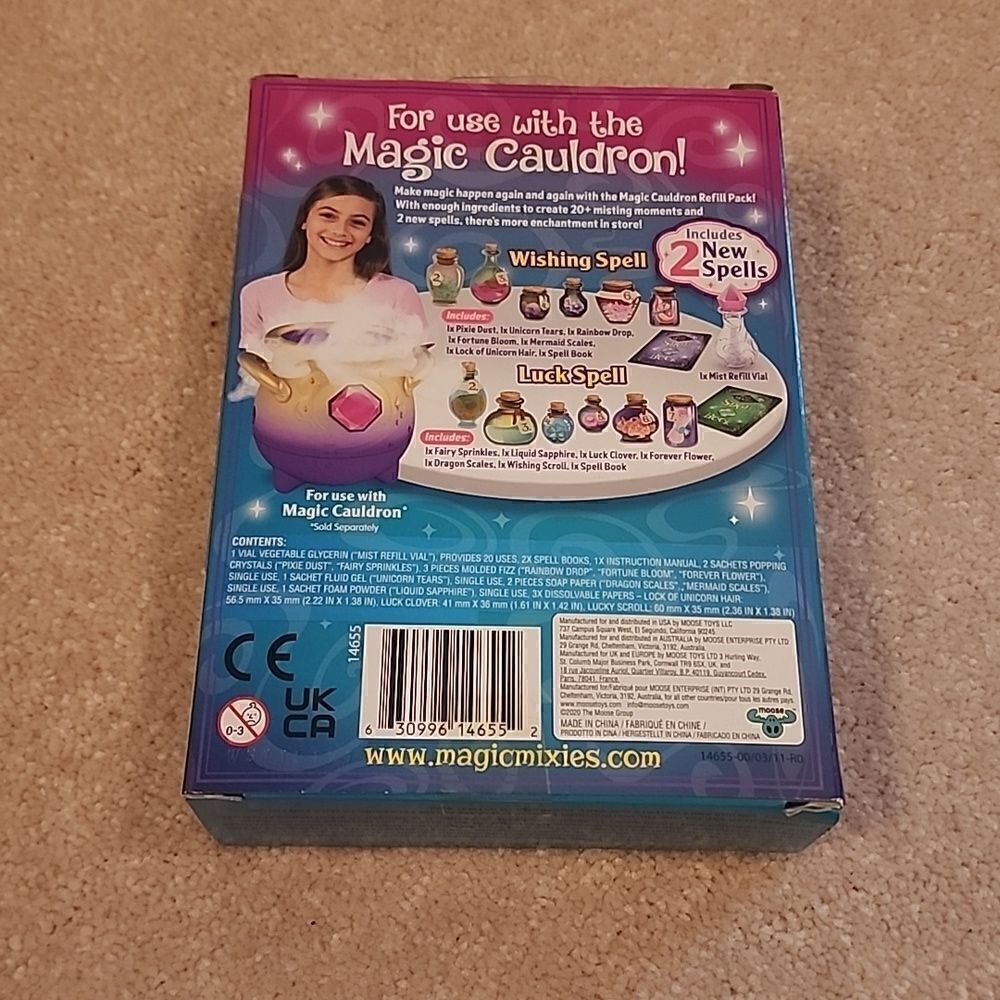 For use with the
Magic Cauldron!
Make magic happen again and again with the Magic Cauldron Refill Pack!
With enough ingredients to create 20+ misting moments and
2 new spells, there's more enchantment in store!
Includes
2 New
Spells
Wishing Spell
Includes:
1x Pixie Dust, 1x Unicorn Tears, 1x Rainbow Drop,
1x Fortune Bloom, 1x Mermaid Scales,
1x Lock of Unicorn Hair, 1x Spell Book
1x Mist Refill Vial
Luck Spell
Includes:
1x Fairy Sprinkles, 1x Liquid Sapphire, 1x Luck Clover, 1x Forever Flower,
1x Dragon Scales, 1x Wishing Scroll, 1x Spell Book
For use with
Magic Cauldron*
*Sold Separately
CONTENTS:
1 VIAL VEGETABLE GLYCERIN ("MIST REFILL VIAL"), PROVIDES 20 USES, 2X SPELL BOOKS, 1X INSTRUCTION MANUAL, 2 SACHETS POPPING
CRYSTALS ("PIXIE DUST", "FAIRY SPRINKLES"), 3 PIECES MOLDED FIZZ ("RAINBOW DROP", "FORTUNE BLOOM", "FOREVER FLOWER"),
SINGLE USE, 1 SACHET FLUID GEL ("UNICORN TEARS"), SINGLE USE, 2 PIECES SOAP PAPER ("DRAGON SCALES", "MERMAID SCALES"),
SINGLE USE, 1 SACHET FOAM POWDER ("LIQUID SAPPHIRE"), SINGLE USE, 3X DISSOLVABLE PAPERS – LOCK OF UNICORN HAIR:
56.5 mm X 35 mm (2.22 IN X 1.38 IN), LUCK CLOVER: 41 mm X 36 mm (1.61 IN X 1.42 IN), LUCKY SCROLL: 60 mm X 35 mm (2.36 IN X 1.38 IN)
CE
UK
CA
0-3
14655
6 30996 14655 2
Manufactured for and distributed in USA by MOOSE TOYS LLC
737 Campus Square West, El Segundo, California 90245.
Manufactured for and distributed in AUSTRALIA by MOOSE ENTERPRISE PTY LTD
29 Grange Rd, Cheltenham, Victoria, 3192, Australia.
Manufactured for UK and EUROPE by MOOSE TOYS LTD 3 Hurling Way,
St. Columb Major Business Park, Cornwall TR9 6SX, UK. and
18 rue Jacqueline Auriol, Quartier Villaroy, B.P. 40119, Guyancourt Cedex,
Paris, 78041, France.
Manufactured for/Fabriqué pour MOOSE ENTERPRISE (INT) PTY LTD 29 Grange Rd,
Cheltenham, Victoria, 3192, Australia, for all other countries/pour tous les autres pays.
www.moosetoys.com info@moosetoys.com
©2020 The Moose Group
MADE IN CHINA / FABRIQUÉ EN CHINE /
PRODOTTO IN CINA / HERGESTELLT IN CHINA / FABRICADO EN CHINA
moose
www.magicmixies.com
14655-00/03/11-RD